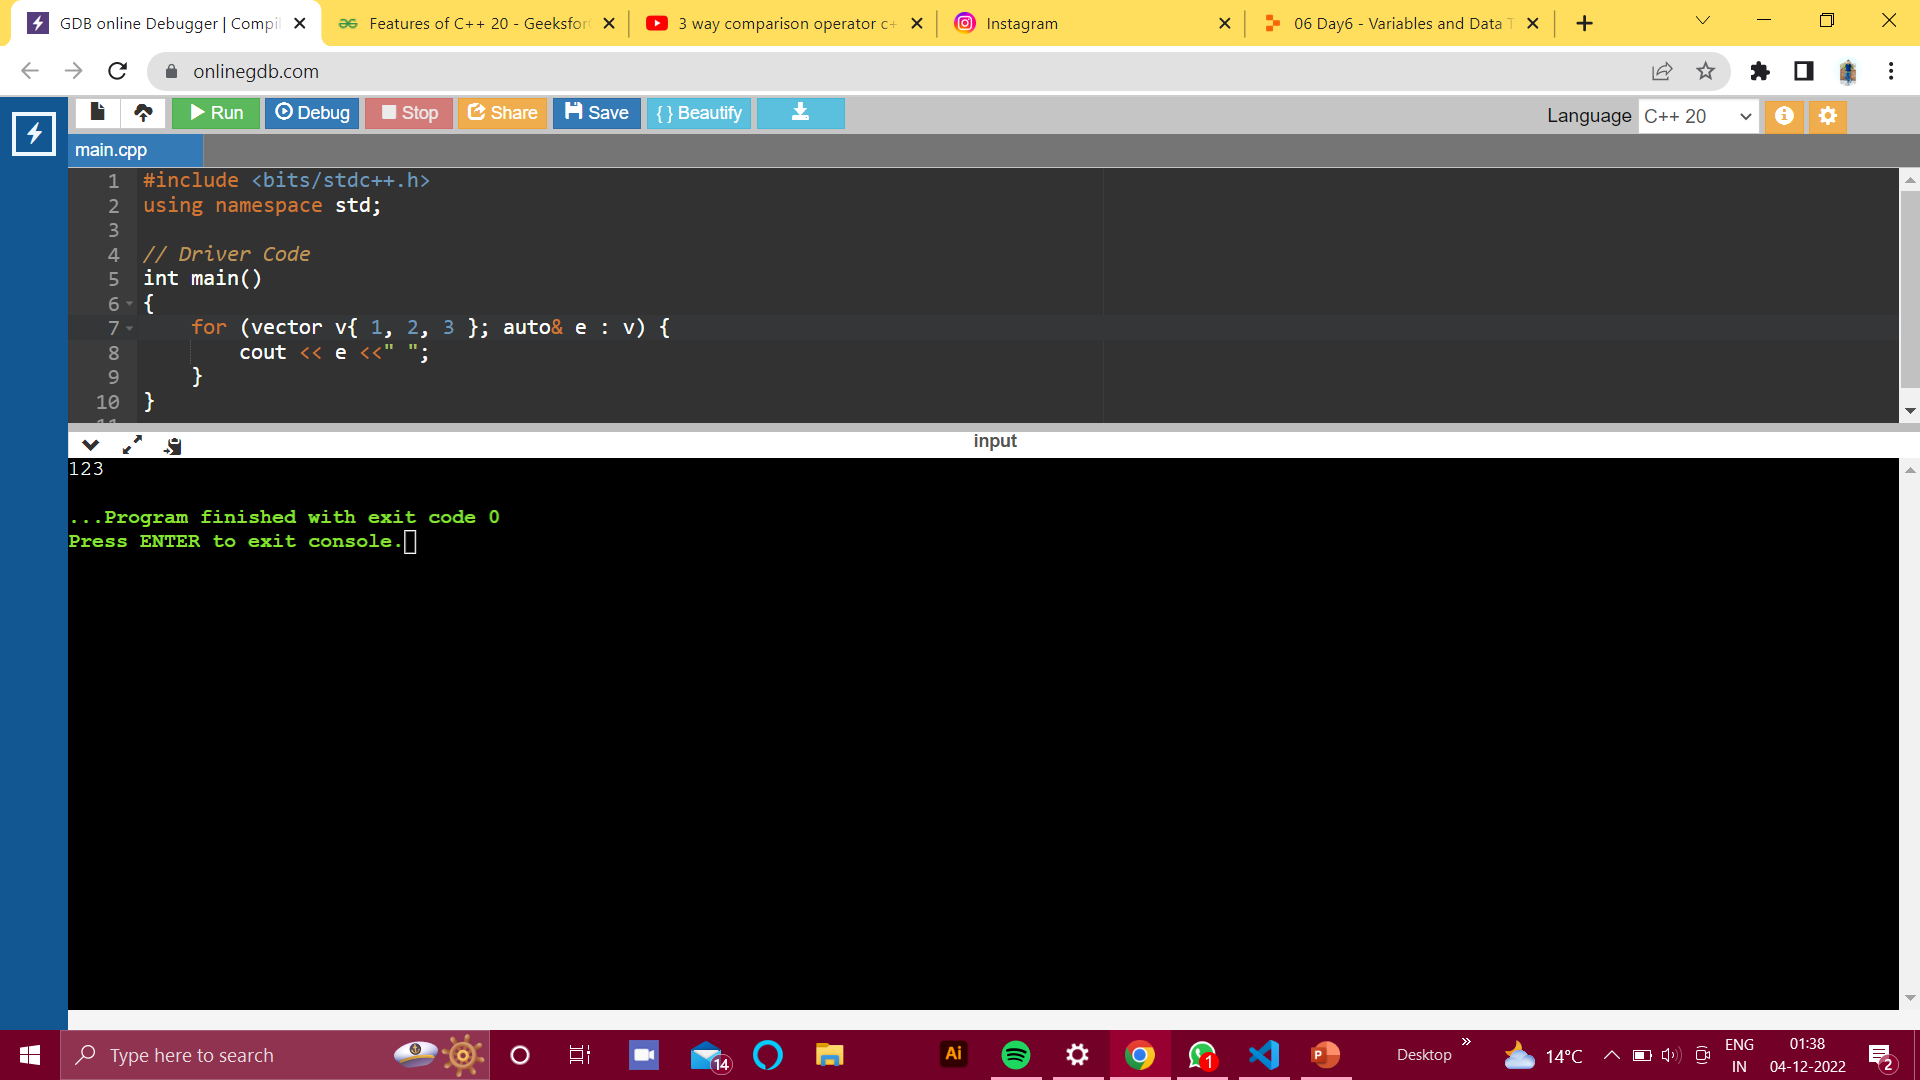 GDB online Debugger | Compil
Features of C++ 20 - Geeksfor
3 way comparison operator c+
Instagram
06 Day6 - Variables and Data T
onlinegdb.com
Run
Debug
Stop
Share
Save
{ } Beautify
Language
C++ 20
main.cpp
1 #include <bits/stdc++.h>
2 using namespace std;
3
4 // Driver Code
5 int main()
6 {
7 for (vector v{ 1, 2, 3 }; auto& e : v) {
8 cout << e <<" ";
9 }
10 }
11
input
123
...Program finished with exit code 0
Press ENTER to exit console.
Type here to search
14
Ai
1
P
Desktop
14°C
ENG
IN
01:38
04-12-2022
2